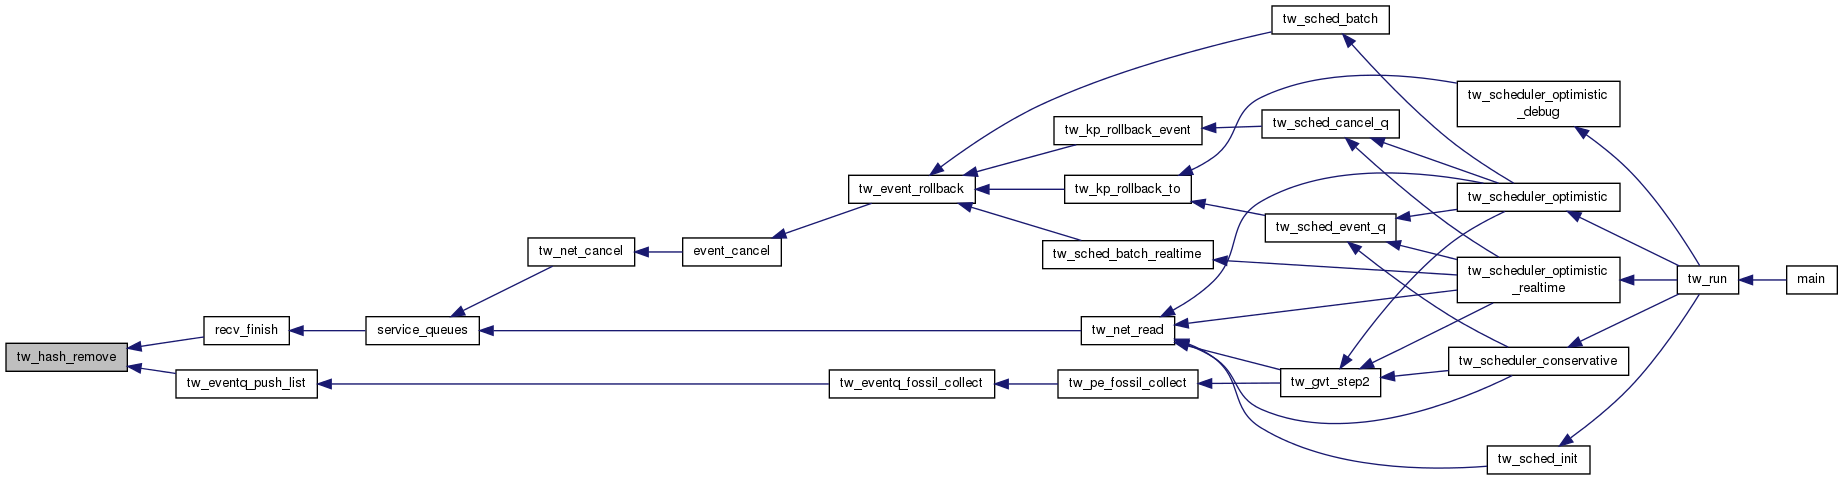 tw_sched_batch
tw_scheduler_optimistic
_debug
tw_kp_rollback_event
tw_sched_cancel_q
tw_event_rollback
tw_kp_rollback_to
tw_scheduler_optimistic
tw_sched_event_q
tw_net_cancel
event_cancel
tw_sched_batch_realtime
tw_scheduler_optimistic
_realtime
tw_run
main
recv_finish
service_queues
tw_net_read
tw_hash_remove
tw_scheduler_conservative
tw_eventq_push_list
tw_eventq_fossil_collect
tw_pe_fossil_collect
tw_gvt_step2
tw_sched_init